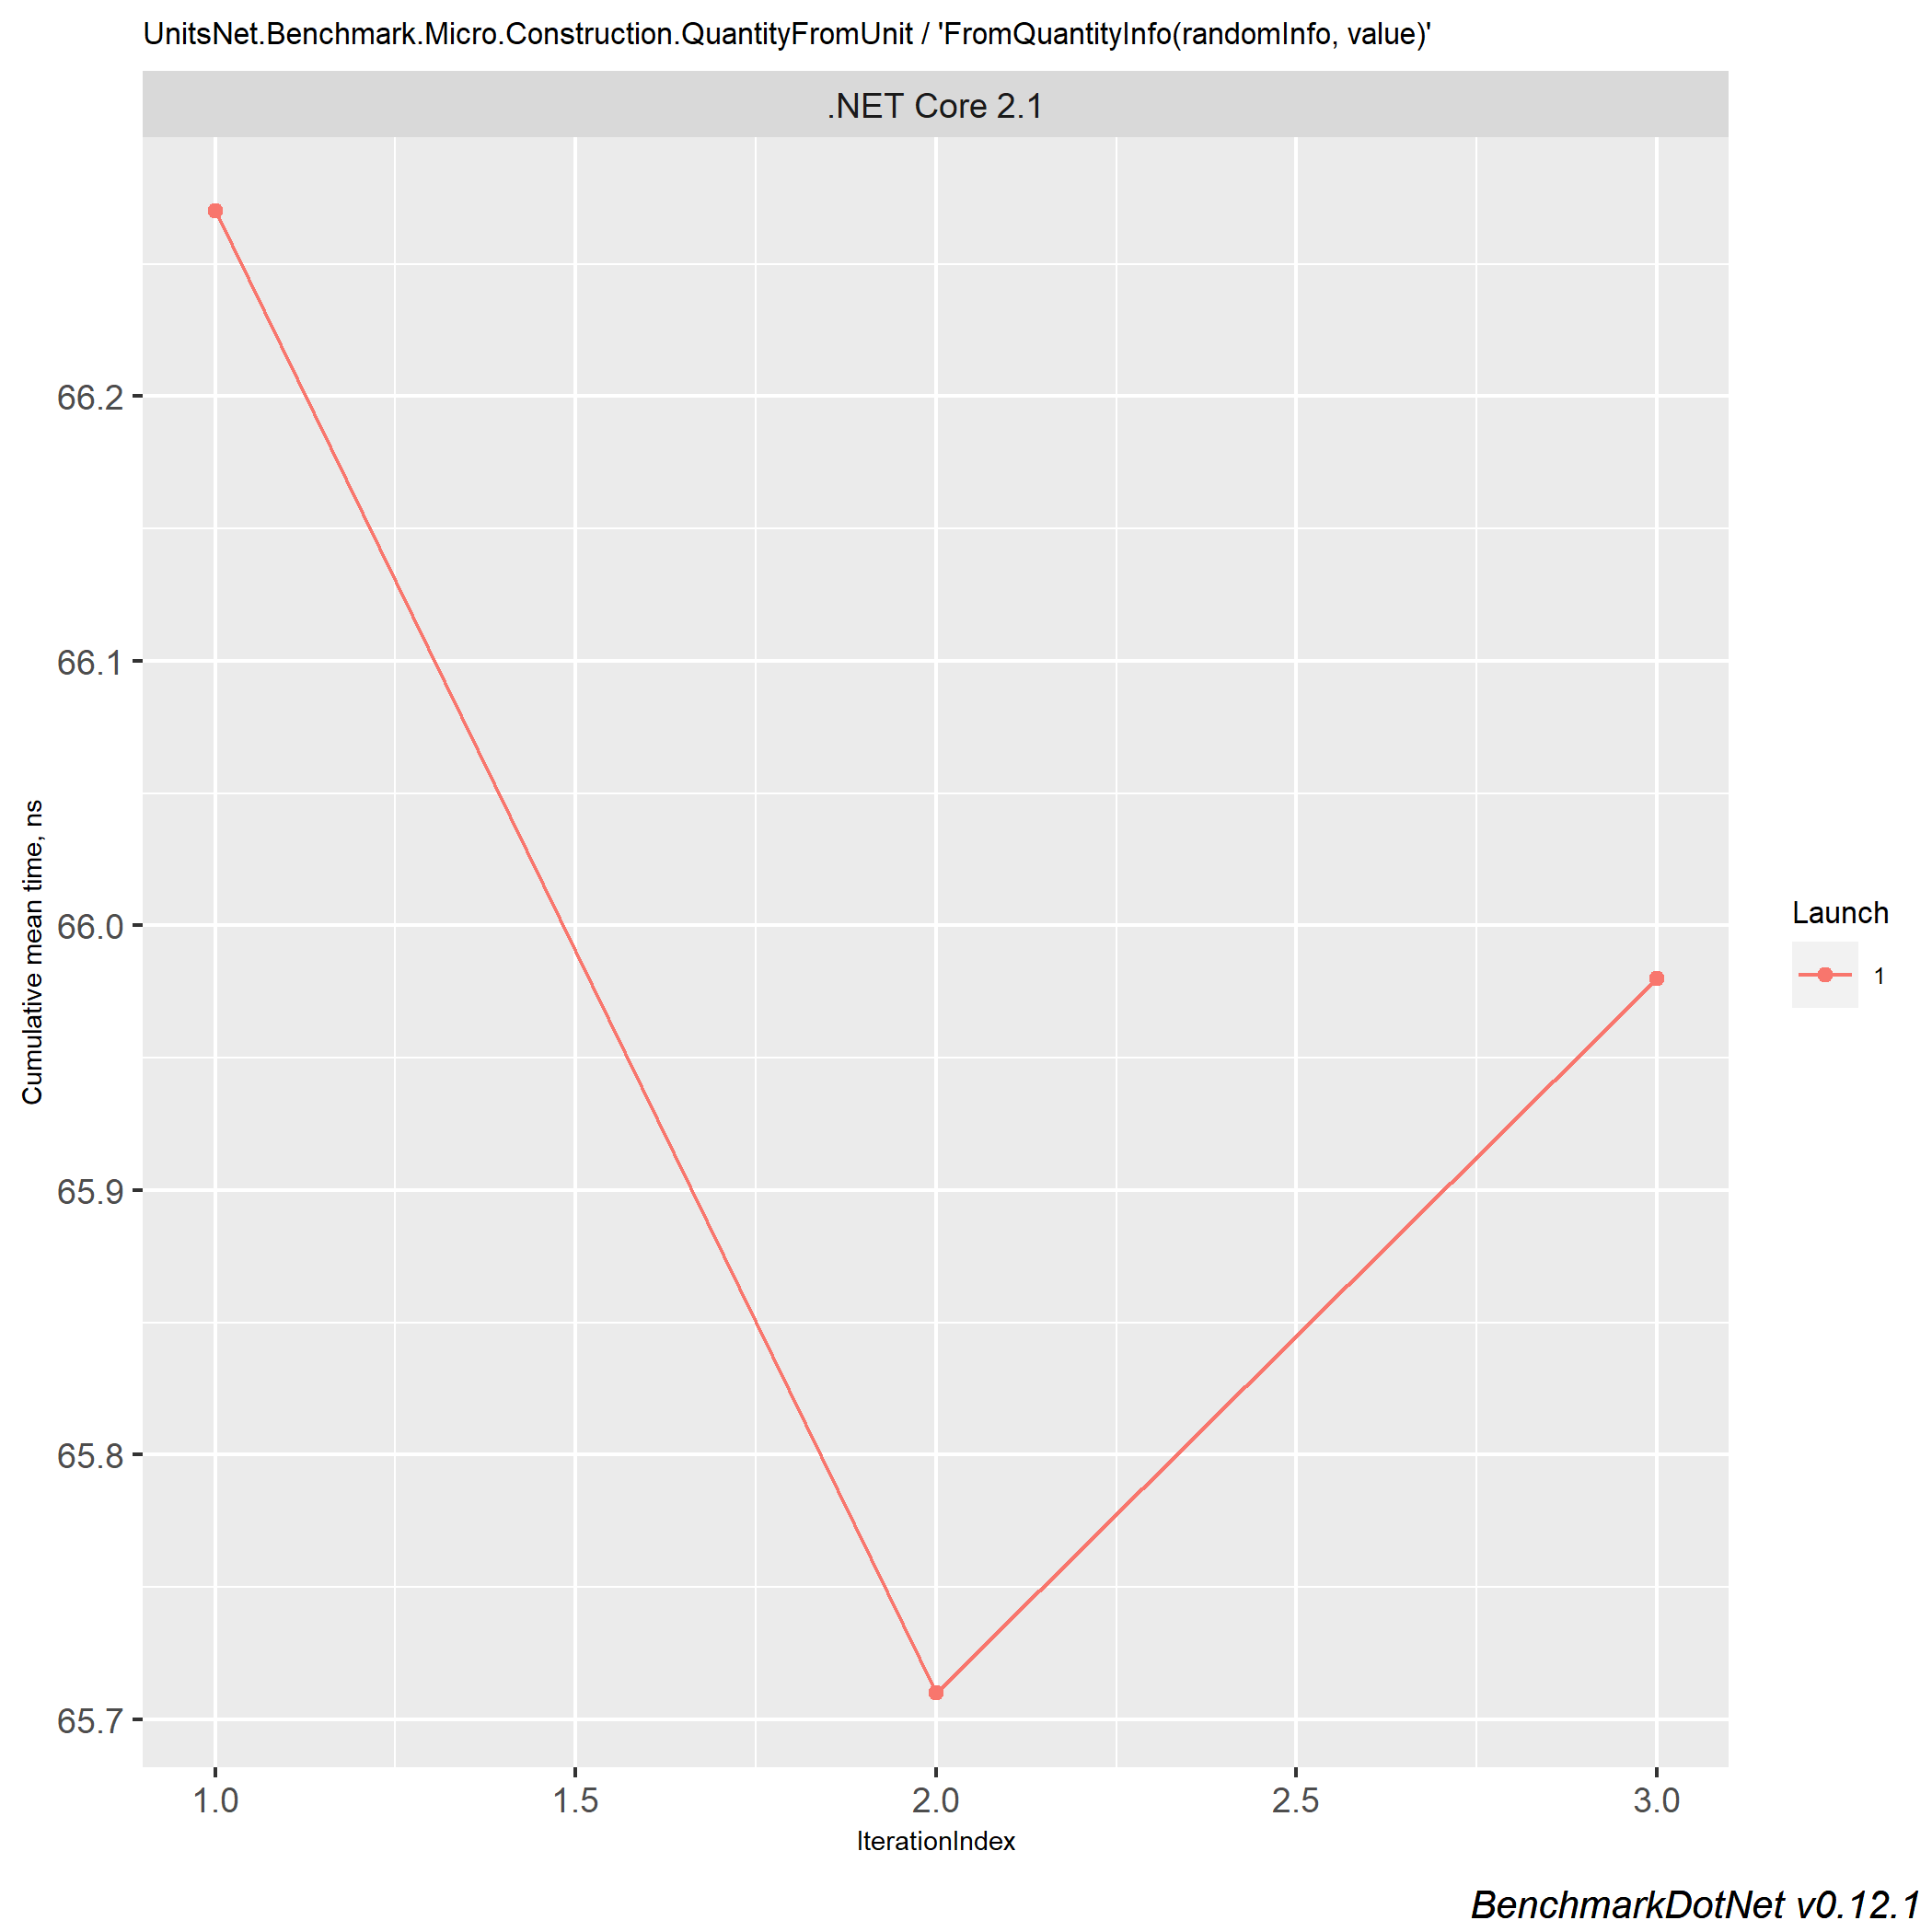 UnitsNet.Benchmark.Micro.Construction.QuantityFromUnit / 'FromQuantityInfo(randomInfo, value)'
.NET Core 2.1
Cumulative mean time, ns
66.2
66.1
66.0
65.9
65.8
65.7
1.0 1.5 2.0 2.5 3.0
IterationIndex
Launch
1
BenchmarkDotNet v0.12.1